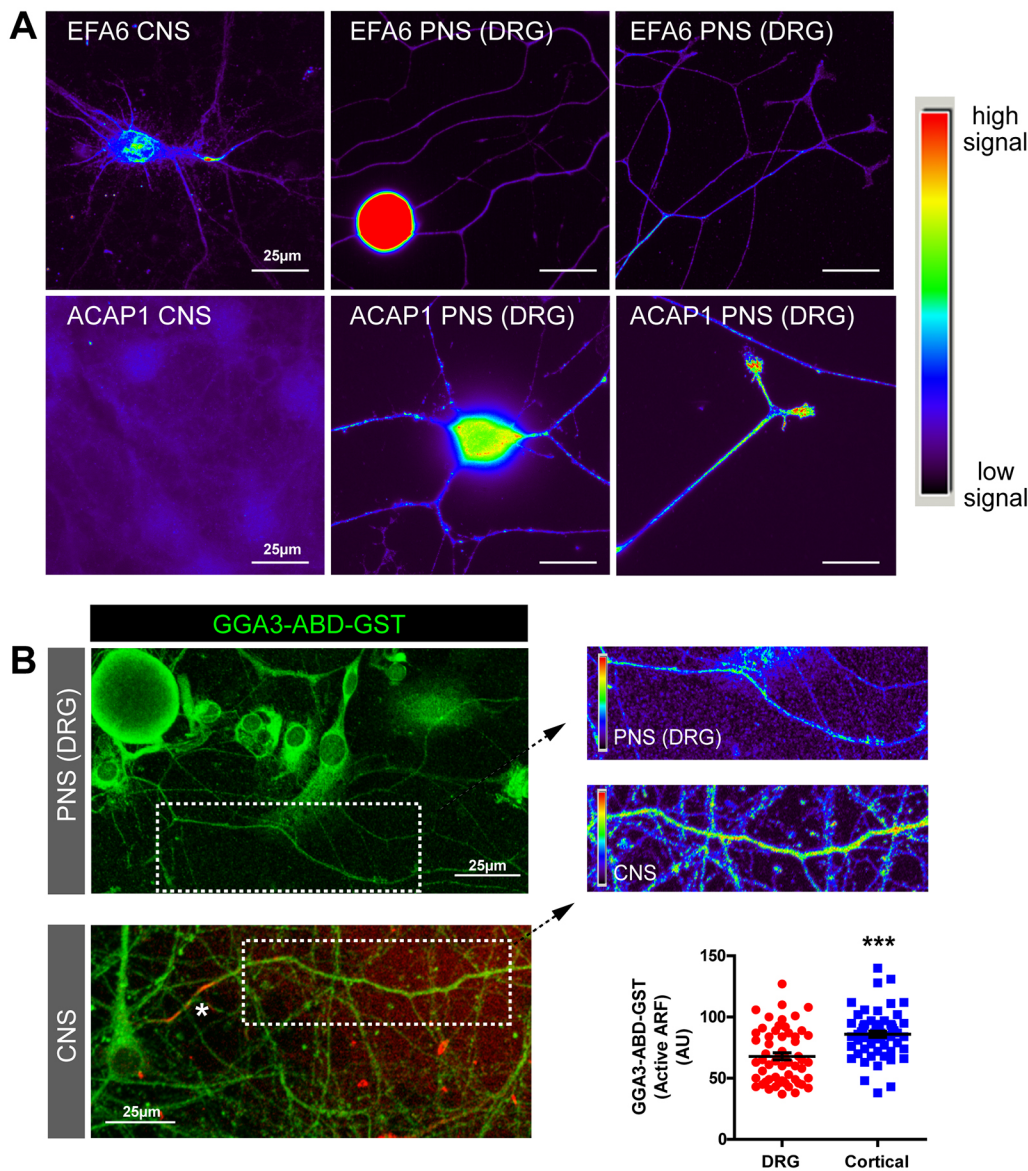 A
EFA6 CNS
EFA6 PNS (DRG)
EFA6 PNS (DRG)
25µm
high
signal
low
signal
ACAP1 CNS
ACAP1 PNS (DRG)
ACAP1 PNS (DRG)
25µm
B
GGA3-ABD-GST
PNS (DRG)
25µm
PNS (DRG)
CNS
CNS
*
25µm
GGA3-ABD-GST
(Active ARF)
(AU)
150
100
50
0
***
DRG
Cortical